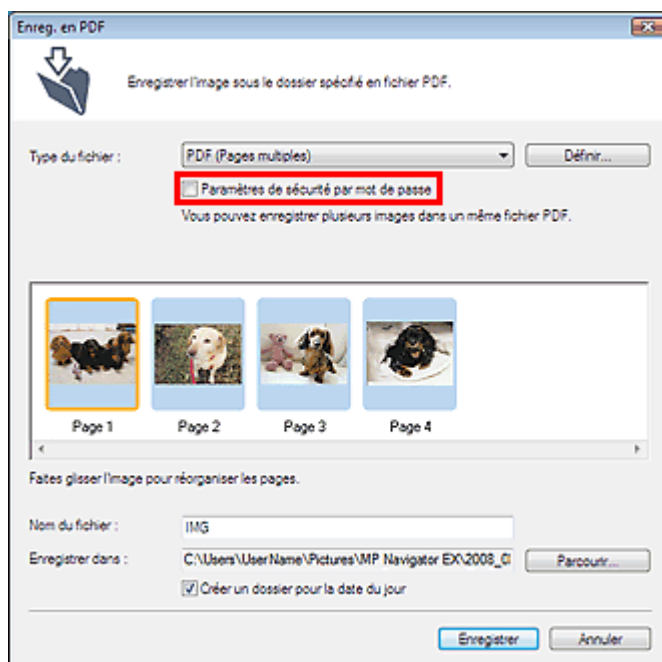 Enreg. en PDF
Enregistrer l'image sous le dossier spécifié en fichier PDF.
Type du fichier :
PDF (Pages multiples)
Définir...
Paramètres de sécurité par mot de passe
Vous pouvez enregistrer plusieurs images dans un même fichier PDF.
Page 1
Page 2
Page 3
Page 4
Faites glisser l'image pour réorganiser les pages.
Nom du fichier :
IMG
Enregistrer dans :
C:\Users\UserName\Pictures\MP Navigator EX\2008_0
Parcourir...
Créer un dossier pour la date du jour
Enregistrer
Annuler